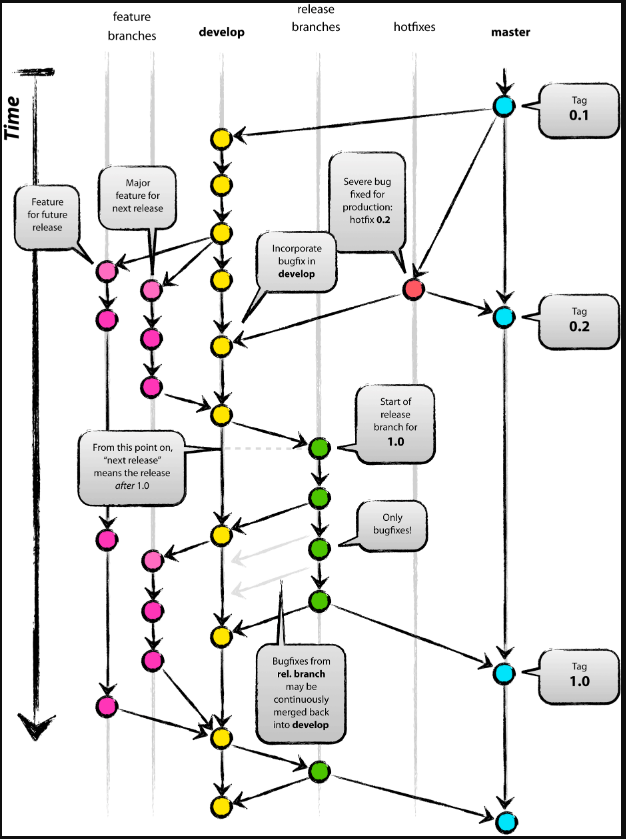 feature
branches
develop
release
branches
hotfixes
master
Time
Tag
0.1
Major
feature for
next release
Feature
for future
release
Severe bug
fixed for
production:
hotfix 0.2
Incorporate
bugfix in
develop
Tag
0.2
Start of
release
branch for
1.0
From this point on,
“next release”
means the release
after 1.0
Only
bugfixes!
Bugfixes from
rel. branch
may be
continuously
merged back
into develop
Tag
1.0